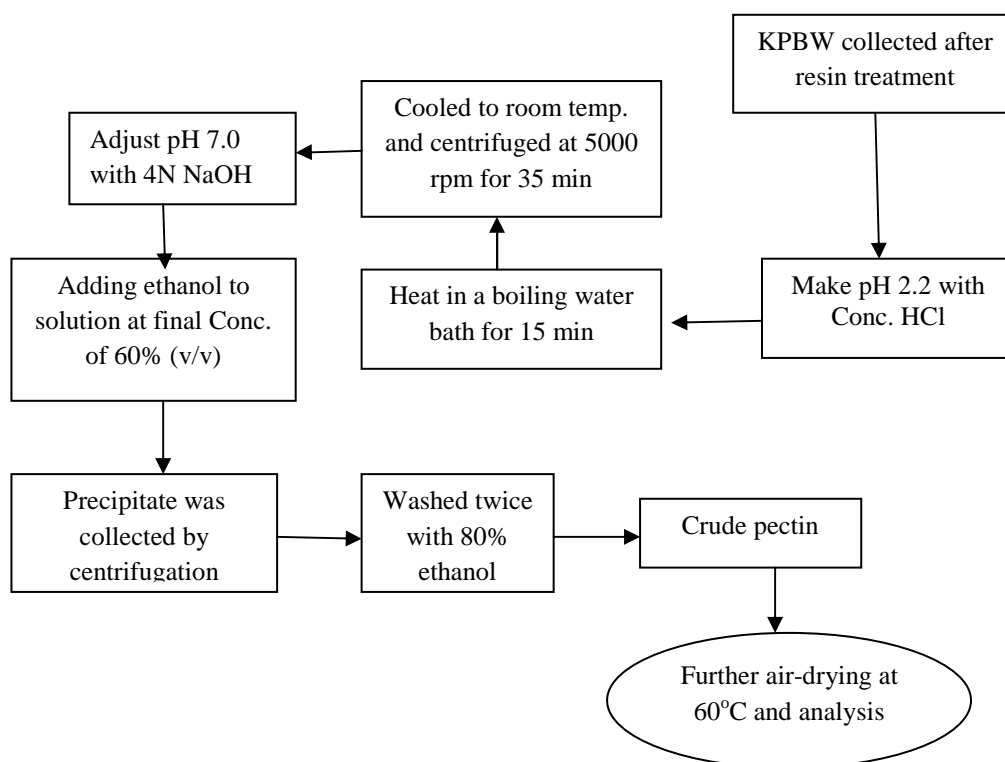 KPBW collected after
resin treatment
Make pH 2.2 with
Conc. HCl
Heat in a boiling water
bath for 15 min
Cooled to room temp.
and centrifuged at 5000
rpm for 35 min
Adjust pH 7.0
with 4N NaOH
Adding ethanol to
solution at final Conc.
of 60% (v/v)
Precipitate was
collected by
centrifugation
Washed twice
with 80%
ethanol
Crude pectin
Further air-drying at
60°C and analysis